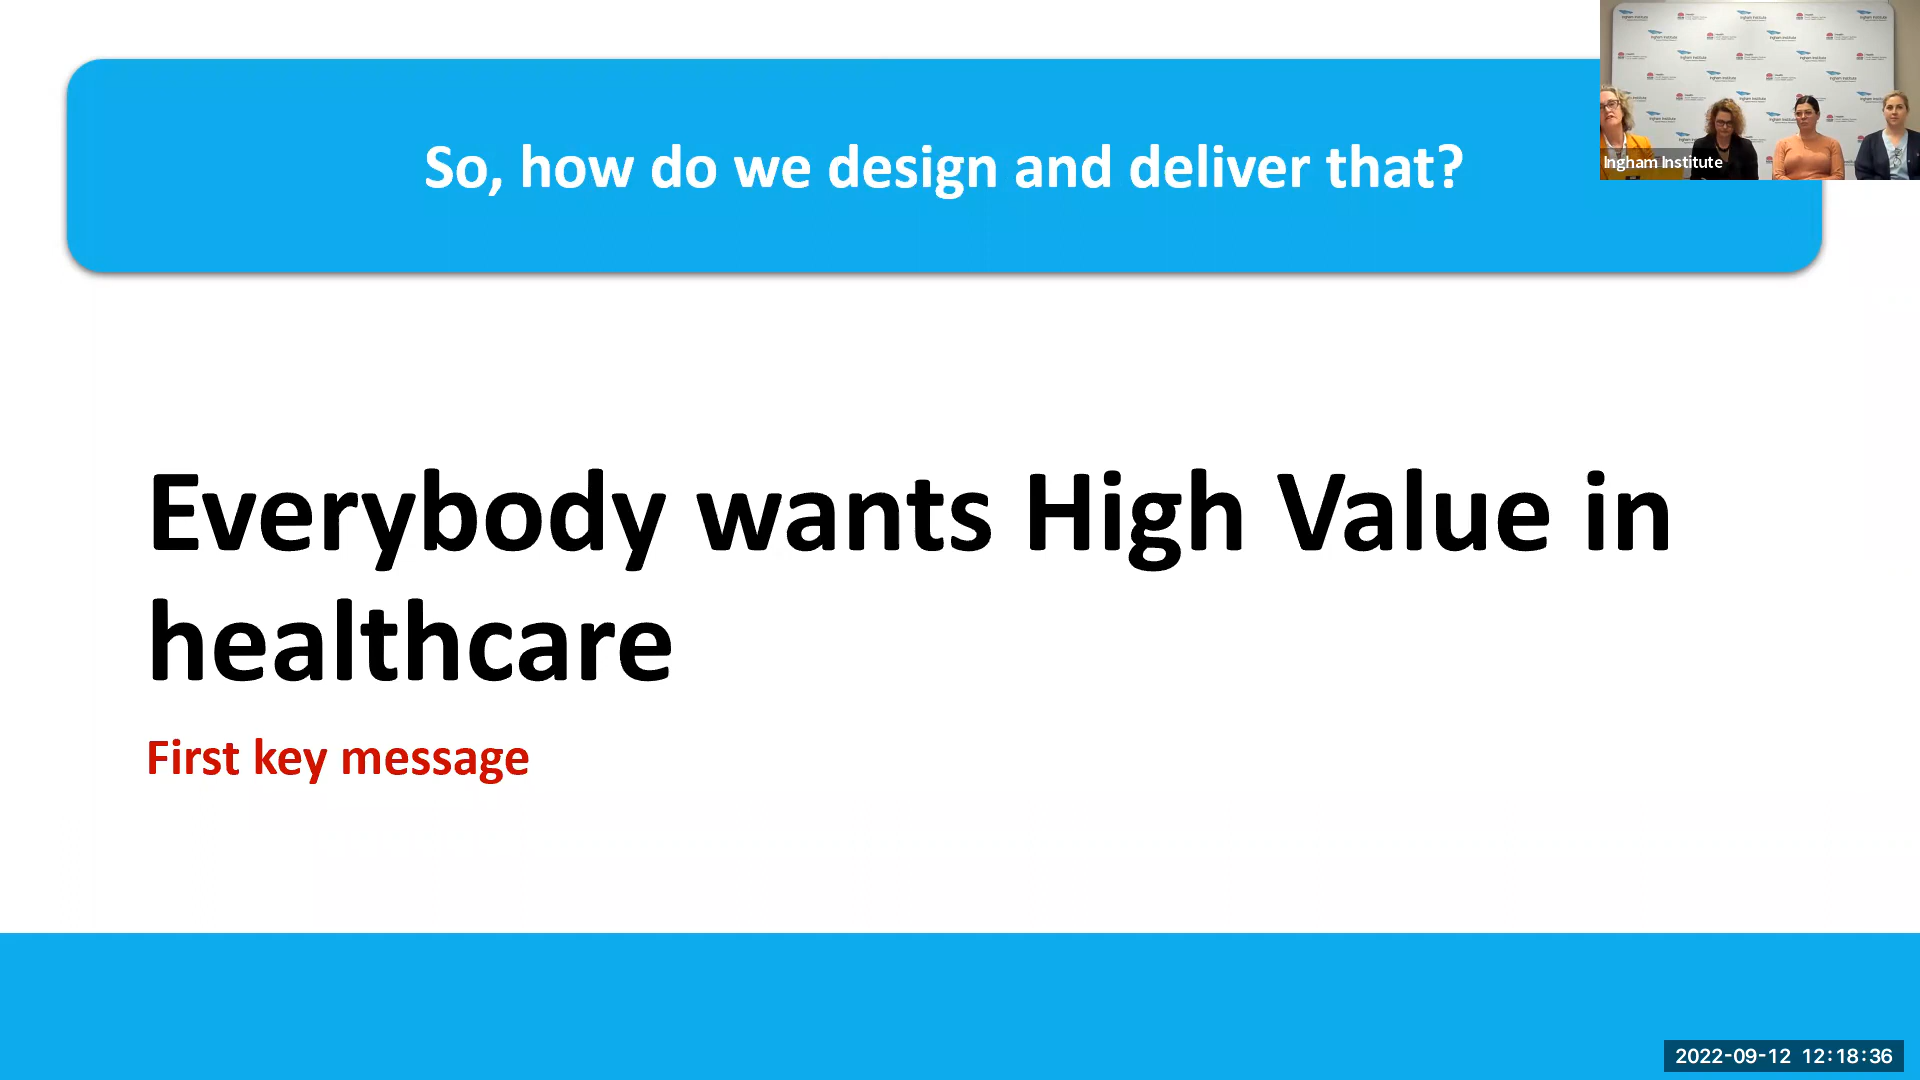 So, how do we design and deliver that?
Ingham Institute
Everybody wants High Value in
healthcare
First key message
2022-09-12 12:18:36